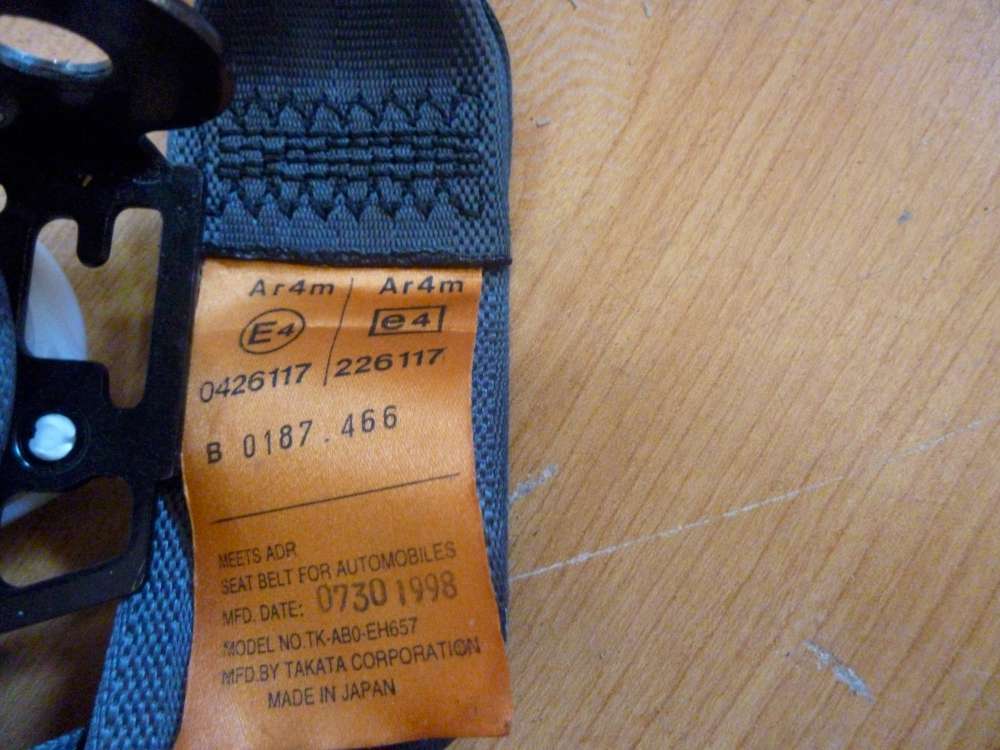 Ar4m / Ar4m
E4 e4
0426117 / 226117
B 0187.466
MEETS ADR
SEAT BELT FOR AUTOMOBILES
MFD. DATE: 0730 1998
MODEL NO.TK-AB0-EH657
MFD.BY TAKATA CORPORATION
MADE IN JAPAN